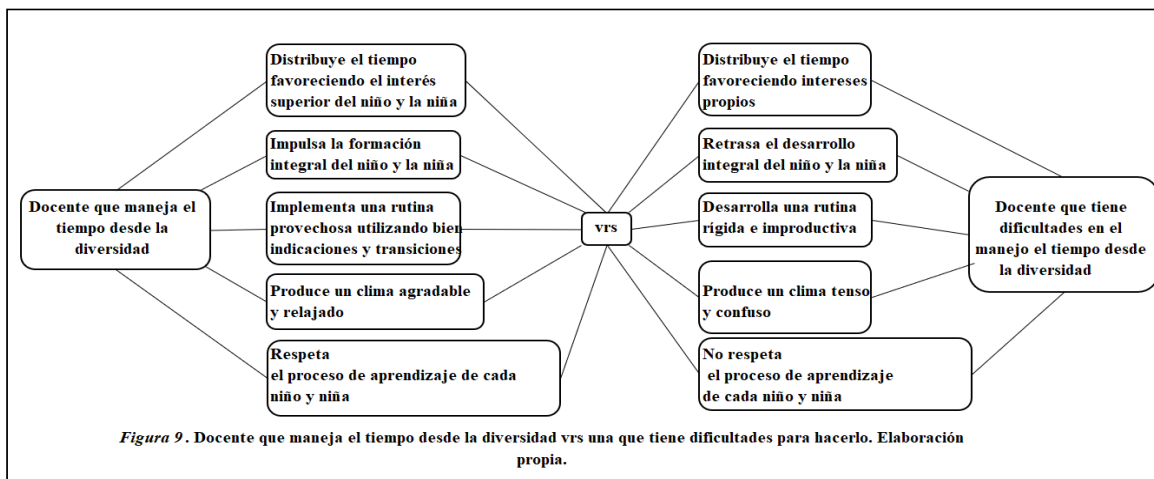 Docente que maneja el
tiempo desde la
diversidad
Distribuye el tiempo
favoreciendo el interés
superior del niño y la niña
Impulsa la formación
integral del niño y la niña
Implementa una rutina
provechosa utilizando bien
indicaciones y transiciones
Produce un clima agradable
y relajado
Respeta
el proceso de aprendizaje de cada
niño y niña
vrs
Distribuye el tiempo
favoreciendo intereses
propios
Retrasa el desarrollo
integral del niño y la niña
Desarrolla una rutina
rígida e improductiva
Produce un clima tenso
y confuso
No respeta
el proceso de aprendizaje
de cada niño y niña
Docente que tiene
dificultades en el
manejo el tiempo desde
la diversidad
Figura 9 . Docente que maneja el tiempo desde la diversidad vrs una que tiene dificultades para hacerlo. Elaboración
propia.